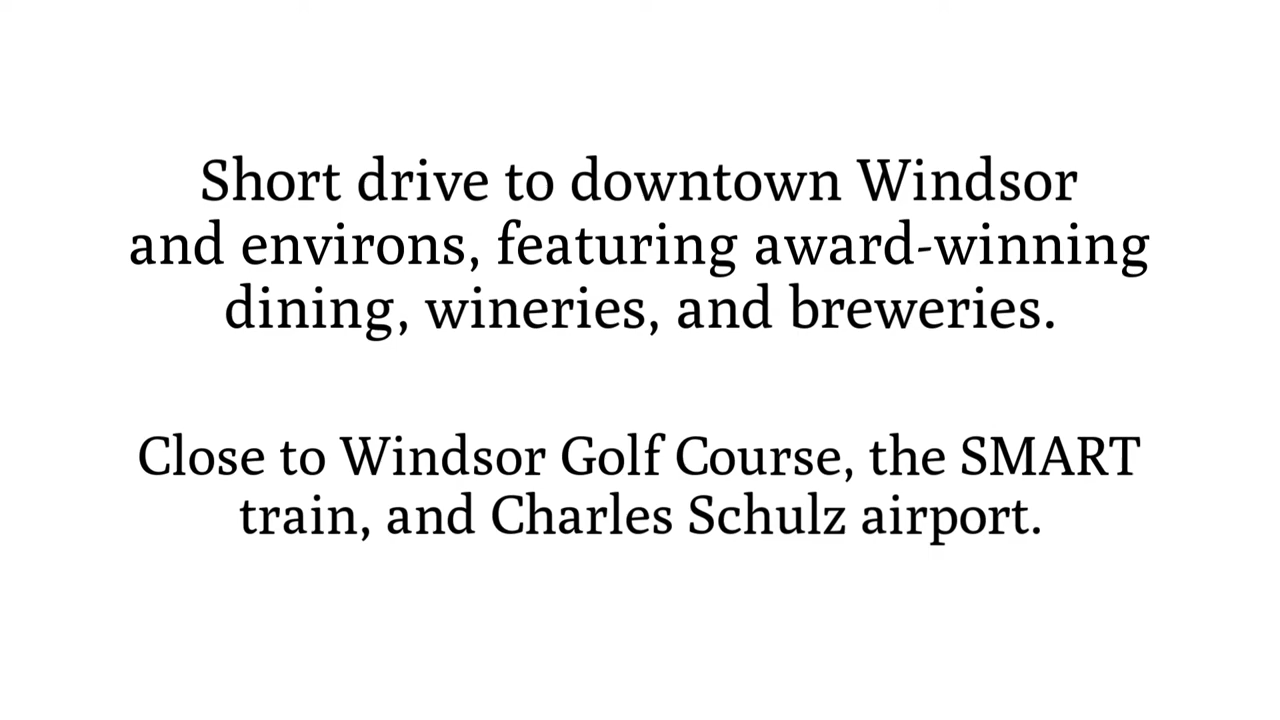 Short drive to downtown Windsor
and environs, featuring award-winning
dining, wineries, and breweries.
Close to Windsor Golf Course, the SMART
train, and Charles Schulz airport.